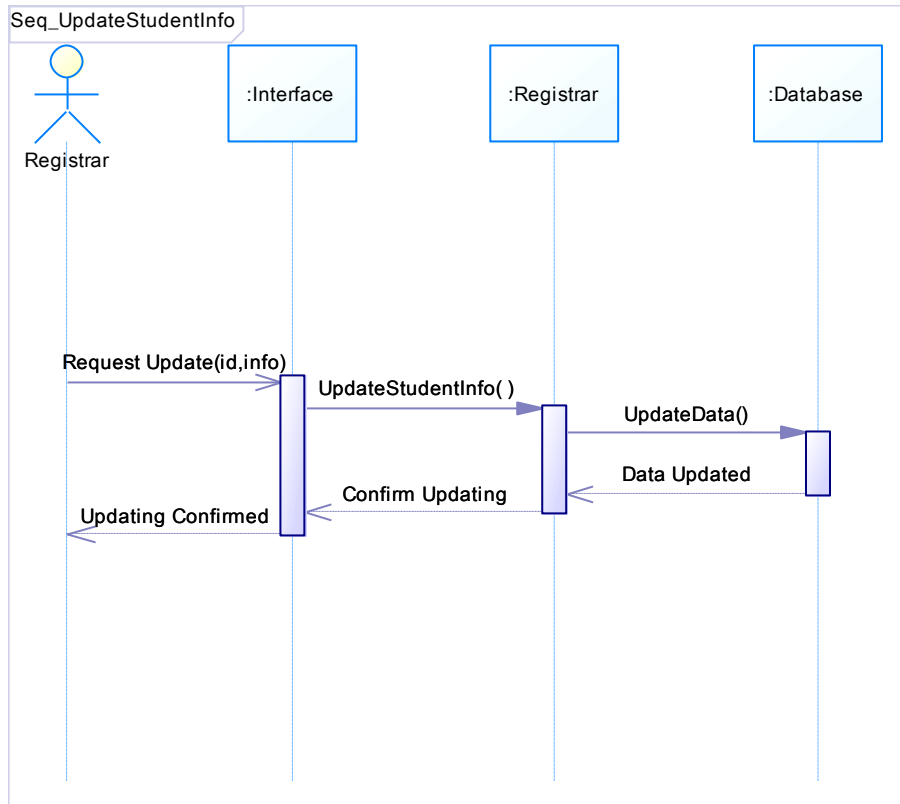 Seq_UpdateStudentInfo
:Interface
:Registrar
:Database
Registrar
Request Update(id,info)
UpdateStudentInfo( )
UpdateData()
Data Updated
Confirm Updating
Updating Confirmed